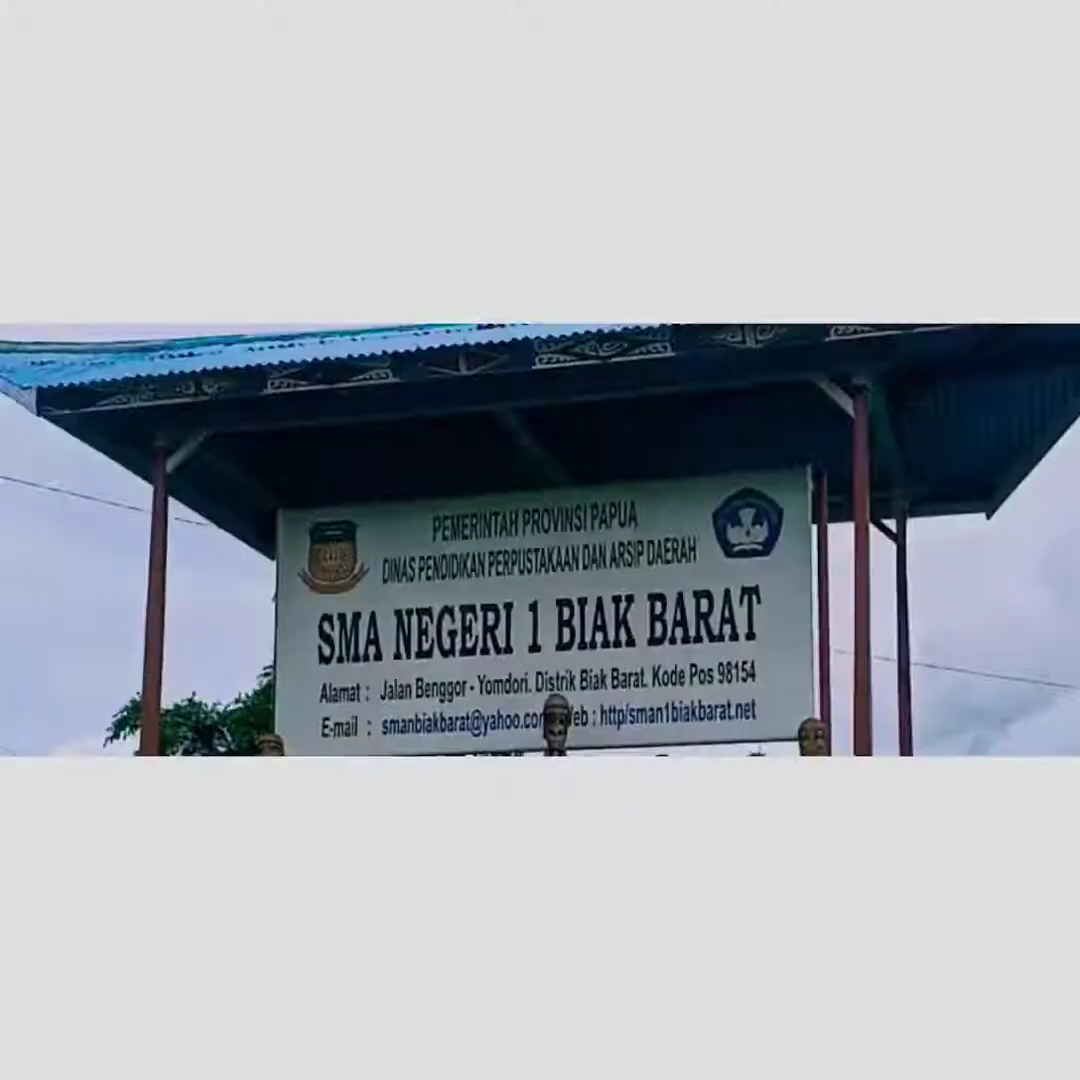 PEMERINTAH PROVINSI PAPUA
DINAS PENDIDIKAN PERPUSTAKAAN DAN ARSIP DAERAH
SMA NEGERI 1 BIAK BARAT
Alamat : Jalan Benggor - Yomdori. Distrik Biak Barat. Kode Pos 98154
E-mail : smanbiakbarat@yahoo.com Web : http/sman1biakbarat.net